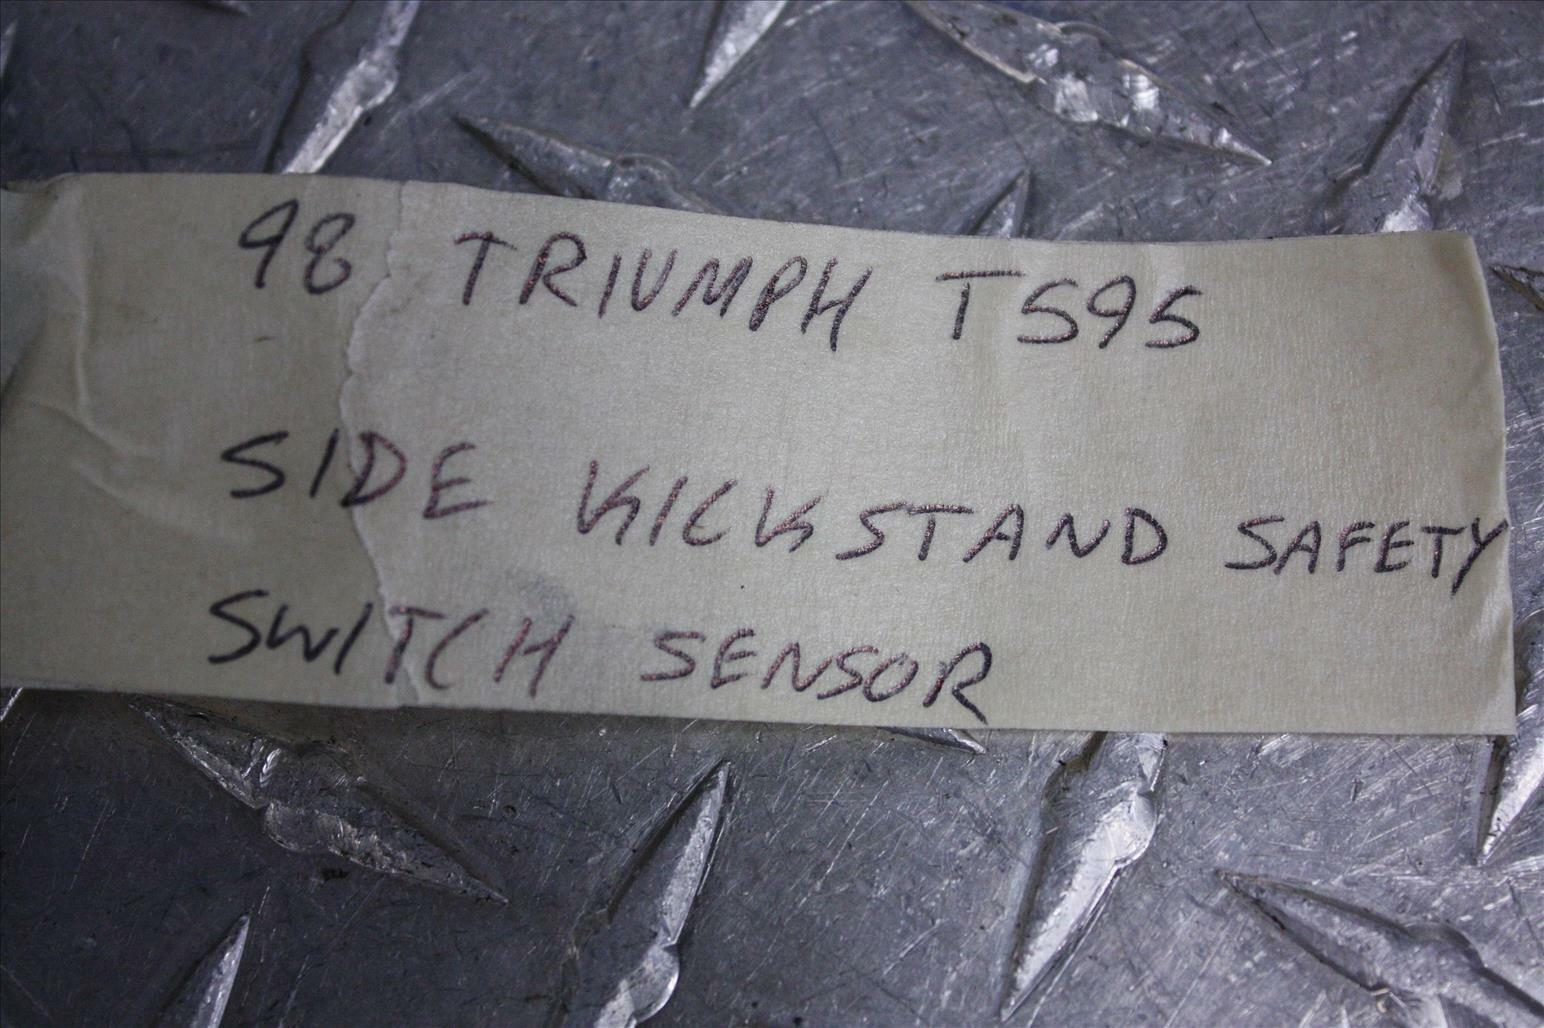 98 TRIUMPH T595
SIDE KICKSTAND SAFETY
SWITCH SENSOR